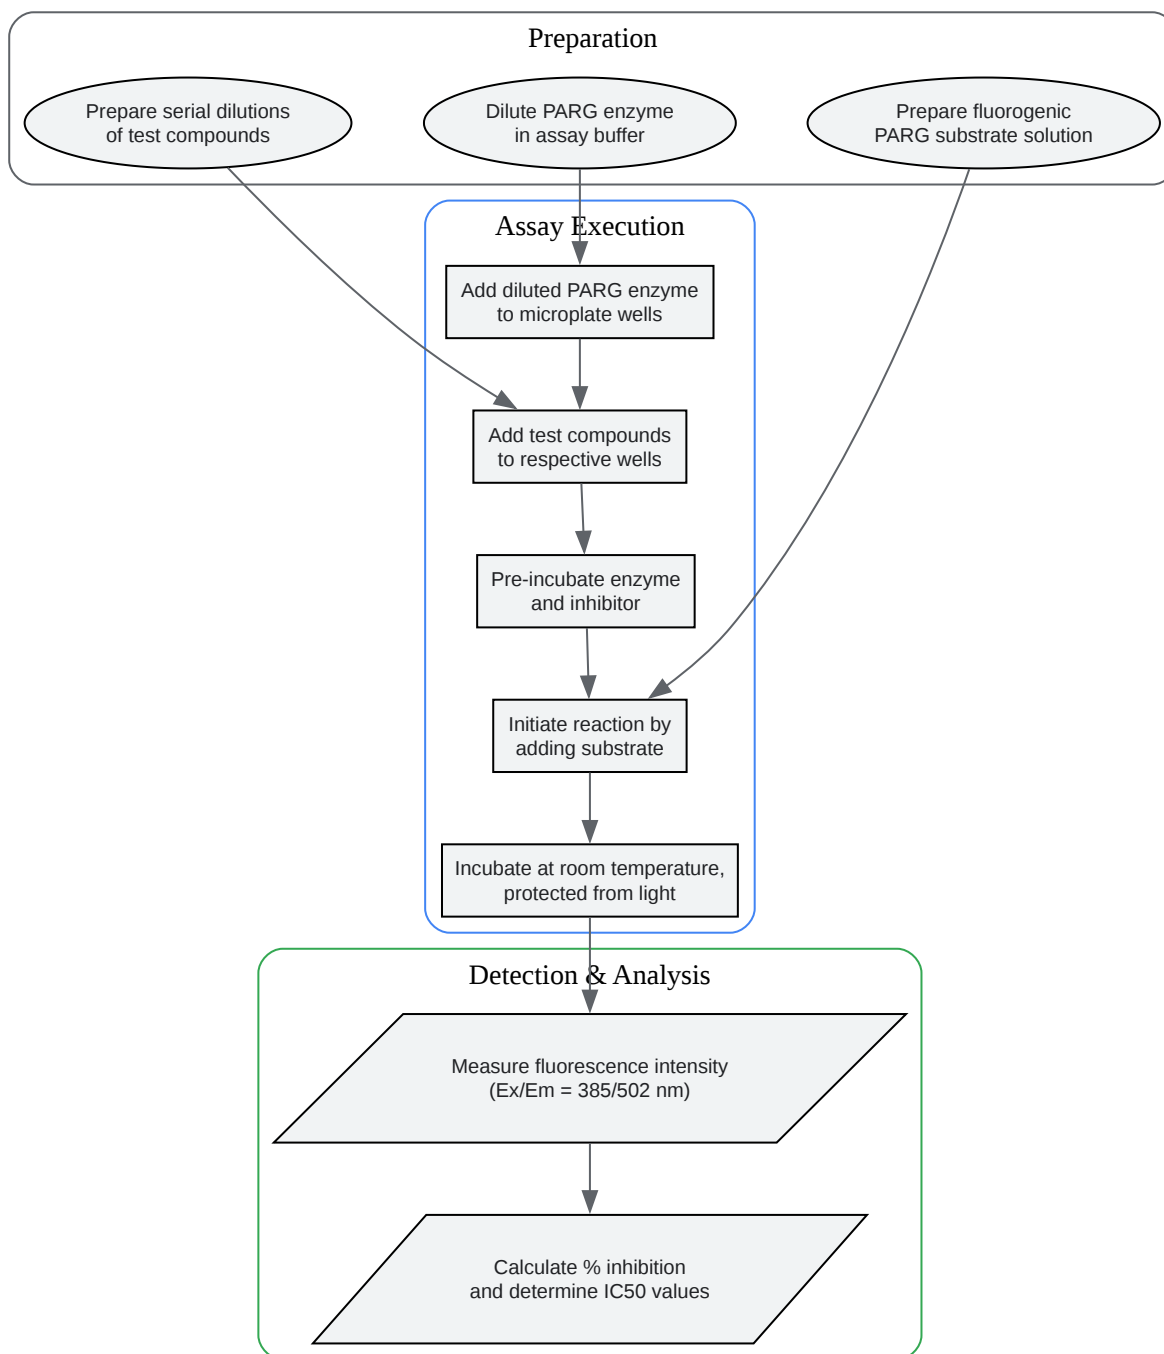 Preparation
Prepare serial dilutions
of test compounds
Dilute PARG enzyme
in assay buffer
Prepare fluorogenic
PARG substrate solution
Assay Execution
Add diluted PARG enzyme
to microplate wells
Add test compounds
to respective wells
Pre-incubate enzyme
and inhibitor
Initiate reaction by
adding substrate
Incubate at room temperature,
protected from light
Detection & Analysis
Measure fluorescence intensity
(Ex/Em = 385/502 nm)
Calculate % inhibition
and determine IC50 values